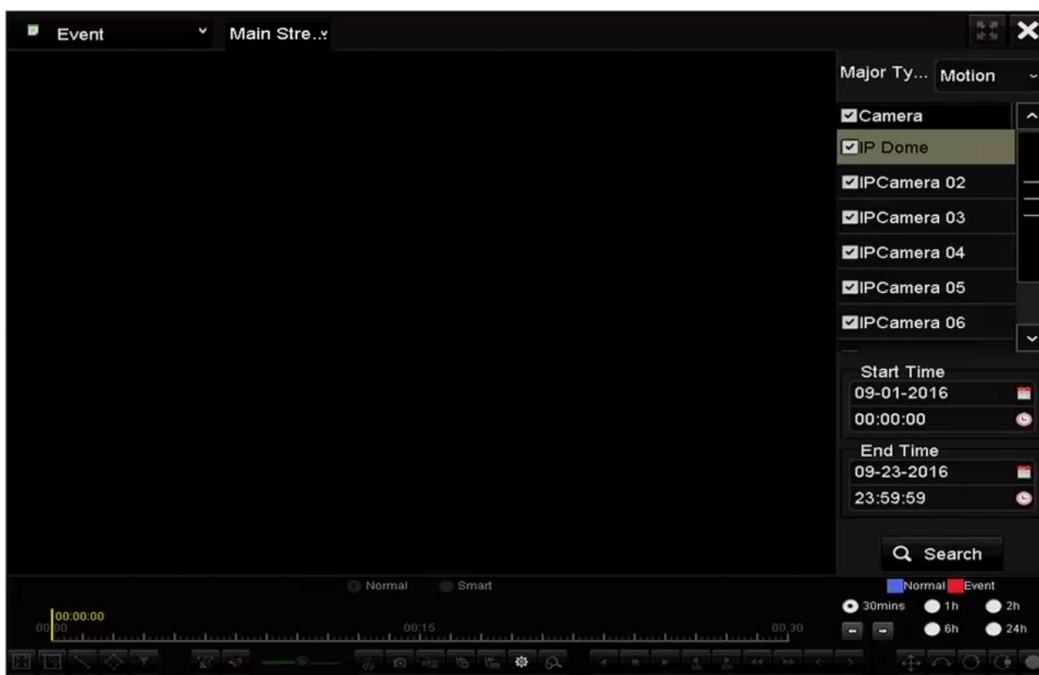 Event
Main Stre..
Major Ty... Motion
Camera
IP Dome
IPCamera 02
IPCamera 03
IPCamera 04
IPCamera 05
IPCamera 06
Start Time
09-01-2016
00:00:00
End Time
09-23-2016
23:59:59
Search
Normal Smart
Normal Event
00:00:00
00:15 00:30
30mins 1h 2h
6h 24h